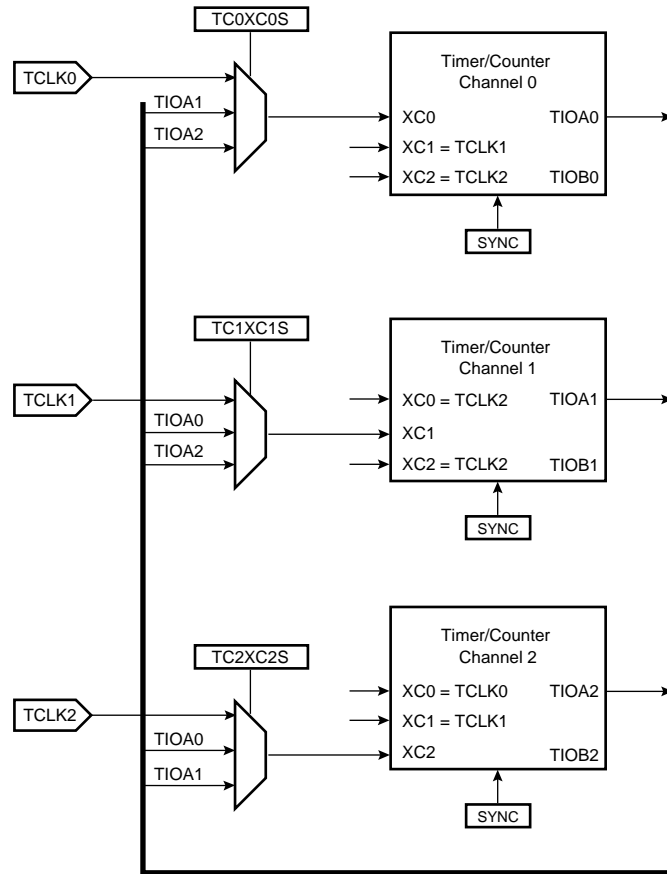 TC0XC0S
TCLK0
TIOA1
TIOA2
Timer/Counter
Channel 0
XC0
TIOA0
XC1 = TCLK1
XC2 = TCLK2
TIOB0
SYNC
TC1XC1S
TCLK1
TIOA0
TIOA2
Timer/Counter
Channel 1
XC0 = TCLK2
TIOA1
XC1
XC2 = TCLK2
TIOB1
SYNC
TC2XC2S
TCLK2
TIOA0
TIOA1
Timer/Counter
Channel 2
XC0 = TCLK0
TIOA2
XC1 = TCLK1
XC2
TIOB2
SYNC